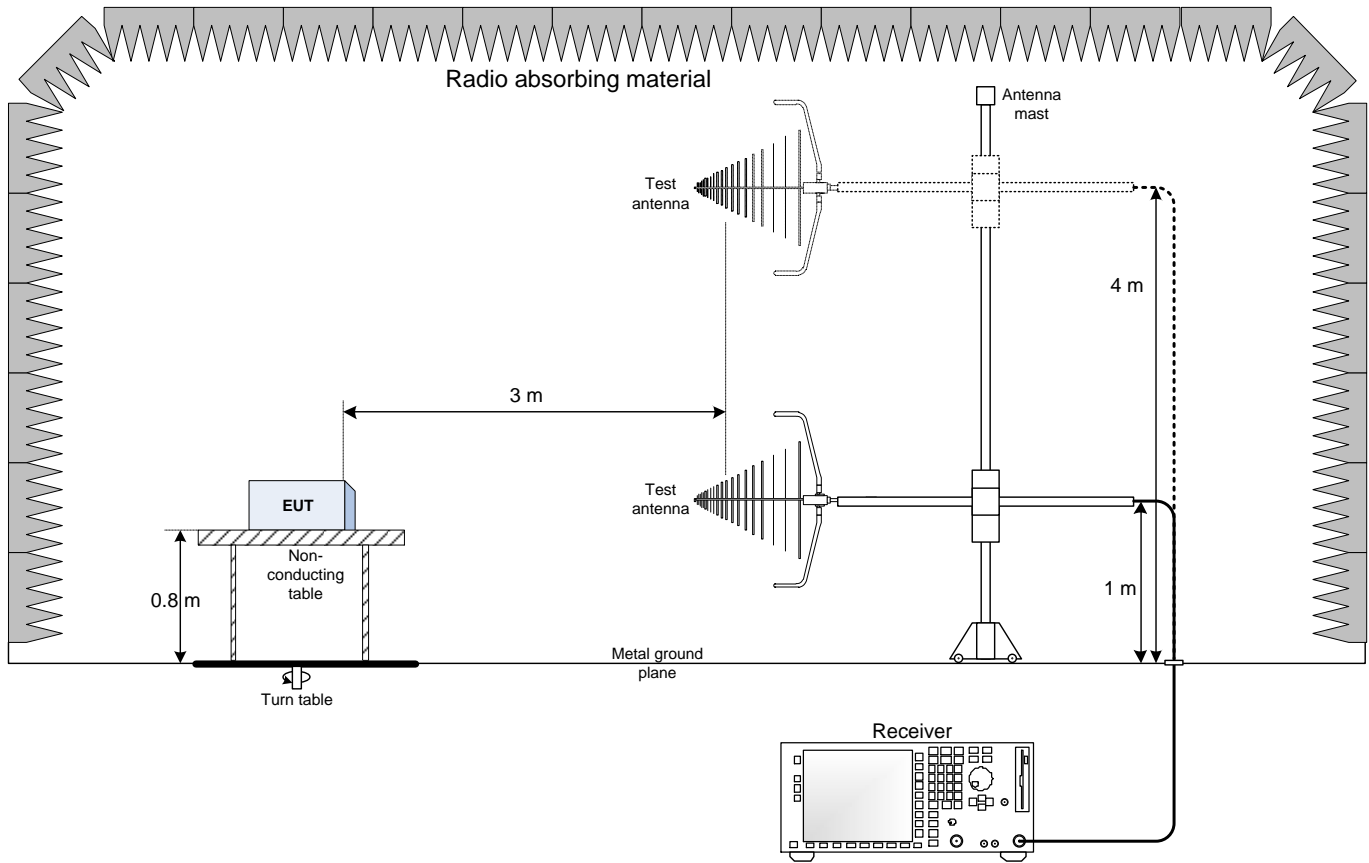 Radio absorbing material
Antenna
mast
Test
antenna
4 m
3 m
EUT
Test
antenna
Non-
conducting
table
0.8 m
1 m
Metal ground
plane
Turn table
Receiver